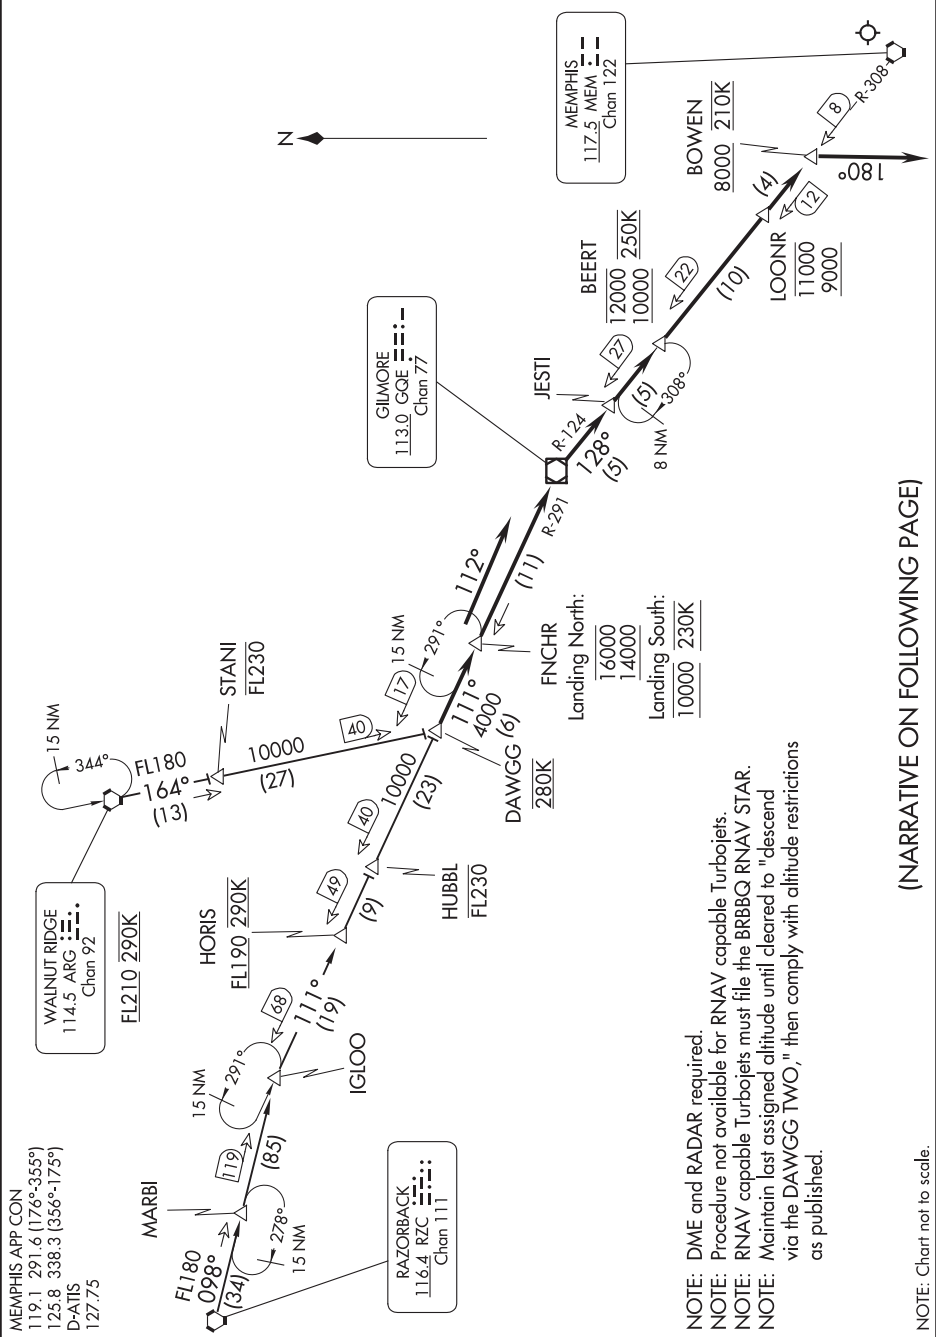 MEMPHIS APP CON
119.1 291.6 (176°-355°)
125.8 338.3 (356°-175°)
D-ATIS
127.75
WALNUT RIDGE
114.5 ARG
Chan 92
FL210 290K
15 NM
344°
FL180
164°
(13)
STANI
FL230
10000
(27)
40
N
MEMPHIS
117.5 MEM
Chan 122
R-308
8
BOWEN
8000 210K
180°
(4)
12
LOONR
11000
9000
(10)
22
BEERT
12000 250K
10000
27
(5)
308°
8 NM
JESTI
R-124
128°
(5)
GILMORE
113.0 GQE
Chan 77
R-291
(11)
112°
15 NM
291°
17
FNCHR
Landing North:
16000
14000
Landing South:
10000 230K
111°
4000
(6)
DAWGG
280K
10000
(23)
40
HUBBL
FL230
(9)
49
HORIS
FL190 290K
111°
(19)
68
IGLOO
15 NM
291°
119
(85)
MARBI
278°
15 NM
FL180
098°
(34)
RAZORBACK
116.4 RZC
Chan 111
NOTE: DME and RADAR required.
NOTE: Procedure not available for RNAV capable Turbojets.
NOTE: RNAV capable Turbojets must file the BRBBQ RNAV STAR.
NOTE: Maintain last assigned altitude until cleared to "descend
via the DAWGG TWO," then comply with altitude restrictions
as published.
(NARRATIVE ON FOLLOWING PAGE)
NOTE: Chart not to scale.